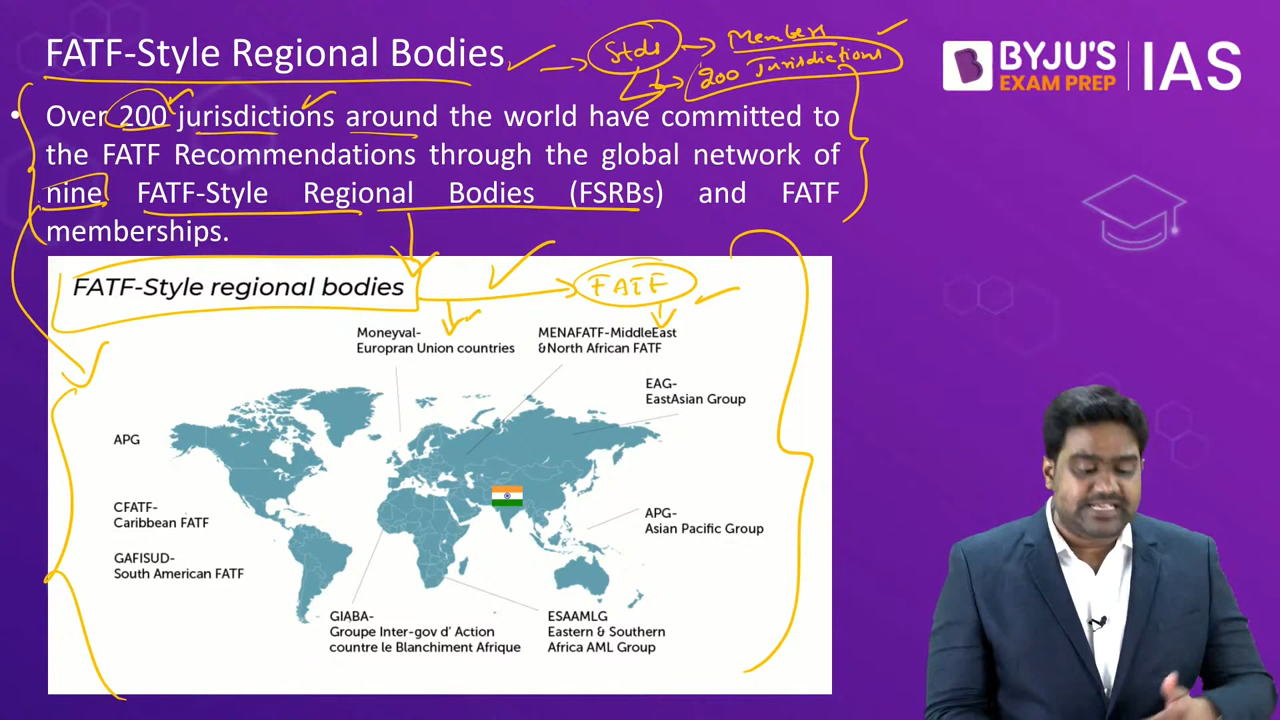 FATF-Style Regional Bodies
Stds
Members
200 Jurisdictions
BYJU'S
EXAM PREP
IAS
• Over 200 jurisdictions around the world have committed to
the FATF Recommendations through the global network of
nine FATF-Style Regional Bodies (FSRBs) and FATF
memberships.
FATF-Style regional bodies
FATF
Moneyval-
Europran Union countries
MENAFATF-MiddleEast
&North African FATF
EAG-
EastAsian Group
APG
CFATF-
Caribbean FATF
GAFISUD-
South American FATF
APG-
Asian Pacific Group
GIABA-
Groupe Inter-gov d' Action
countre le Blanchiment Afrique
ESAAMLG
Eastern & Southern
Africa AML Group